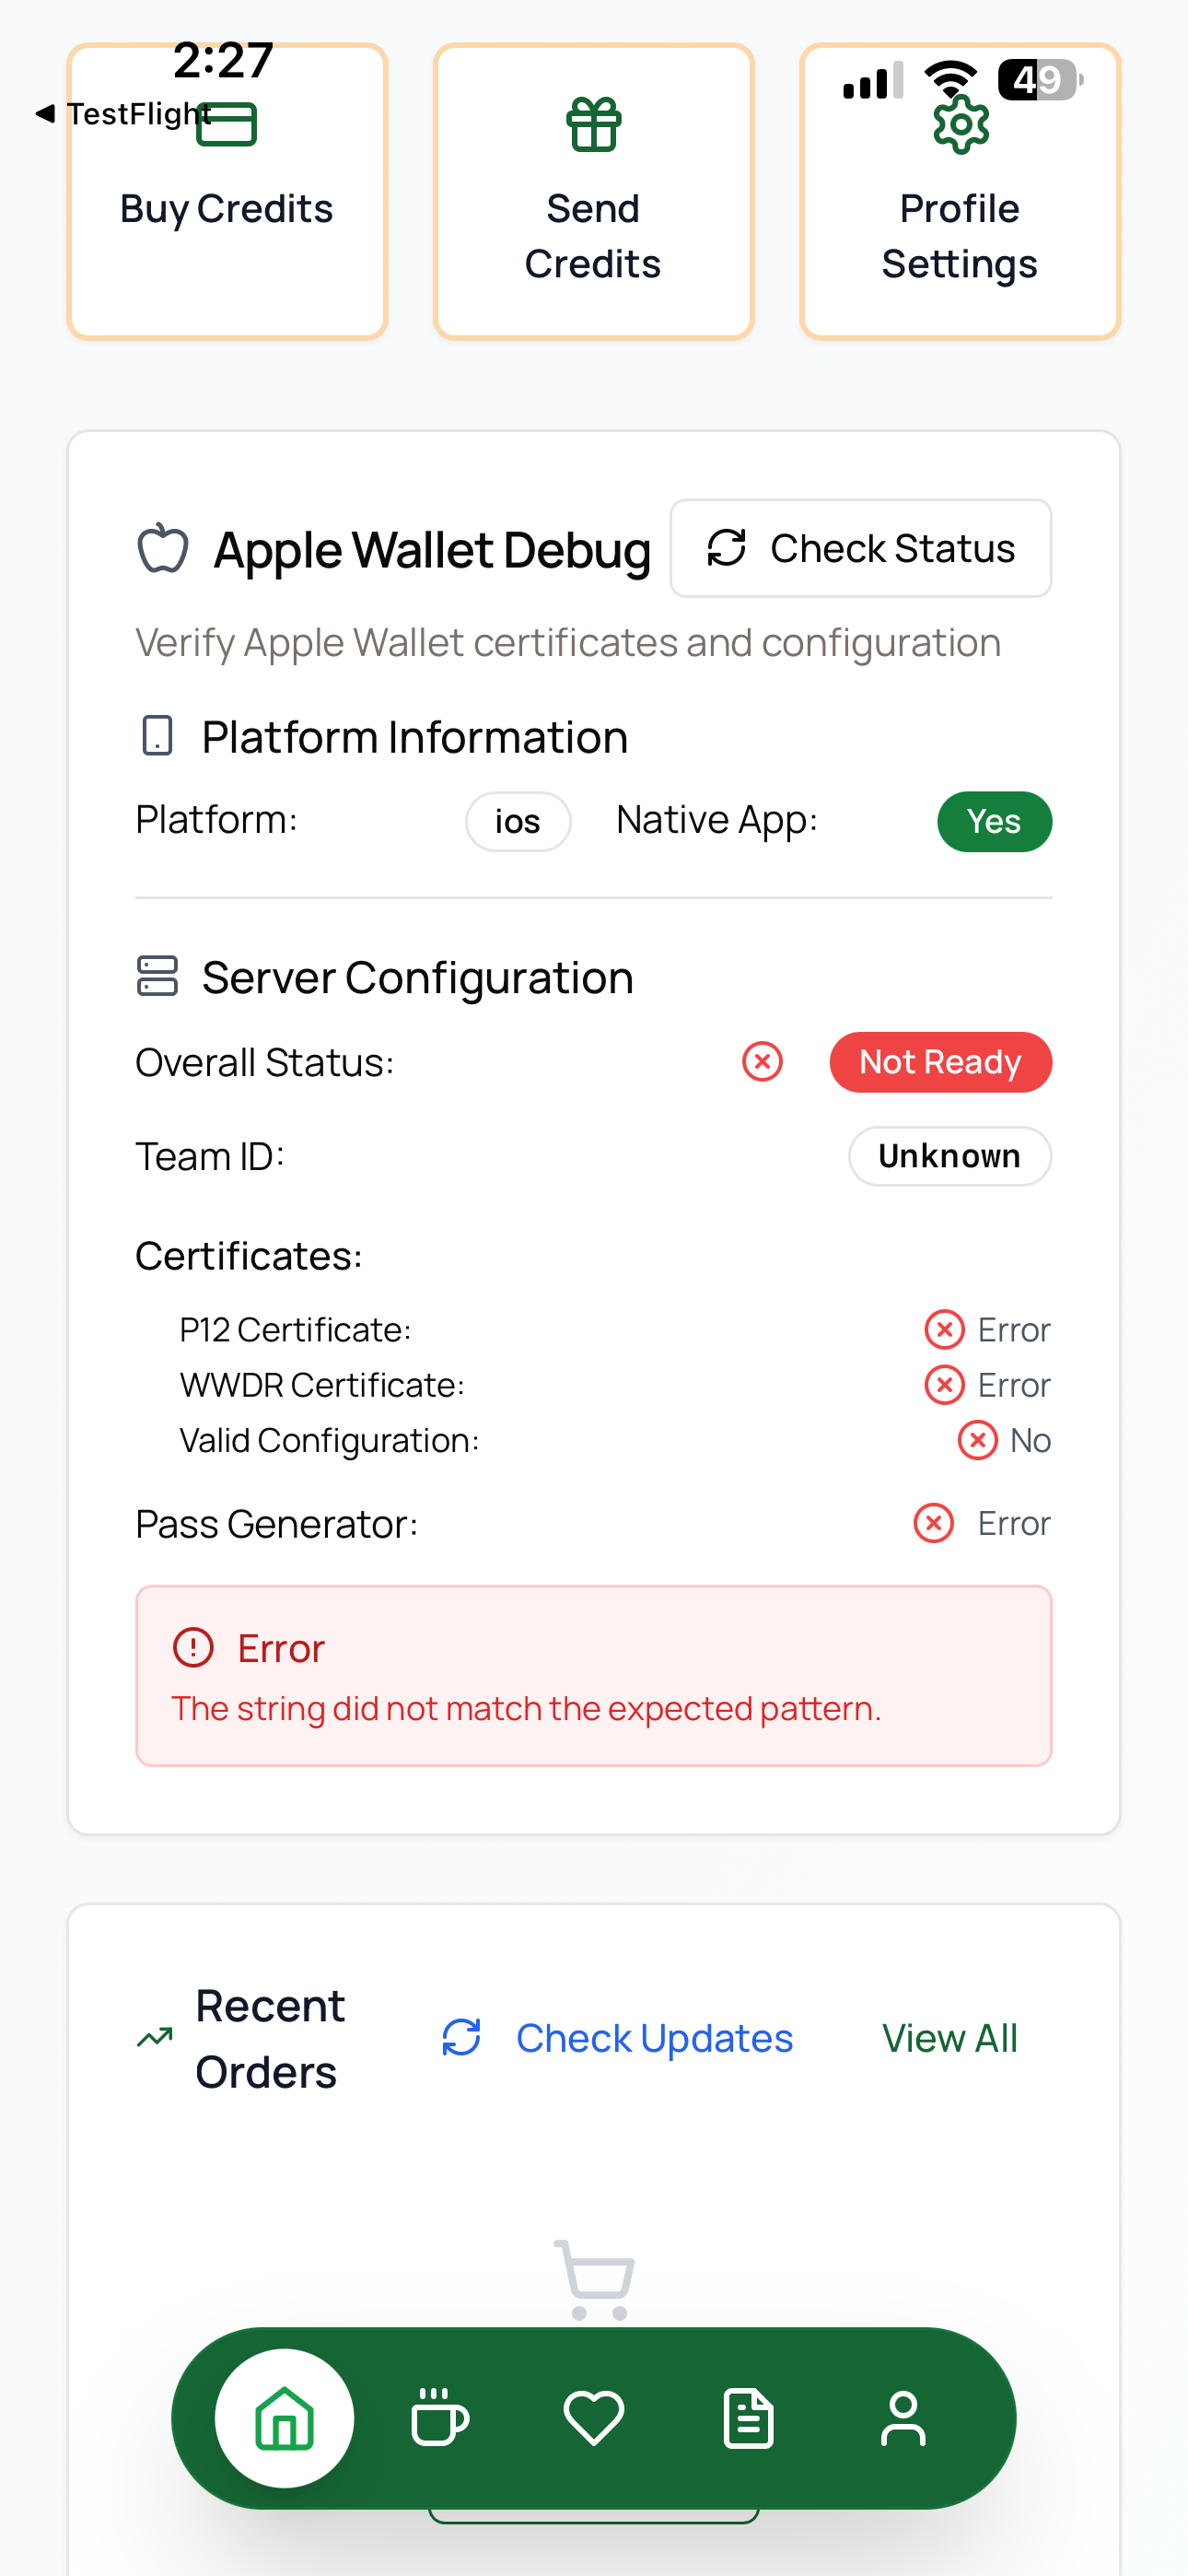 2:27
49
TestFlight
Buy Credits
Send
Credits
Profile
Settings
Apple Wallet Debug
Check Status
Verify Apple Wallet certificates and configuration
Platform Information
Platform: ios Native App: Yes
Server Configuration
Overall Status: Not Ready
Team ID: Unknown
Certificates:
P12 Certificate: Error
WWDR Certificate: Error
Valid Configuration: No
Pass Generator: Error
Error
The string did not match the expected pattern.
Recent
Orders
Check Updates
View All